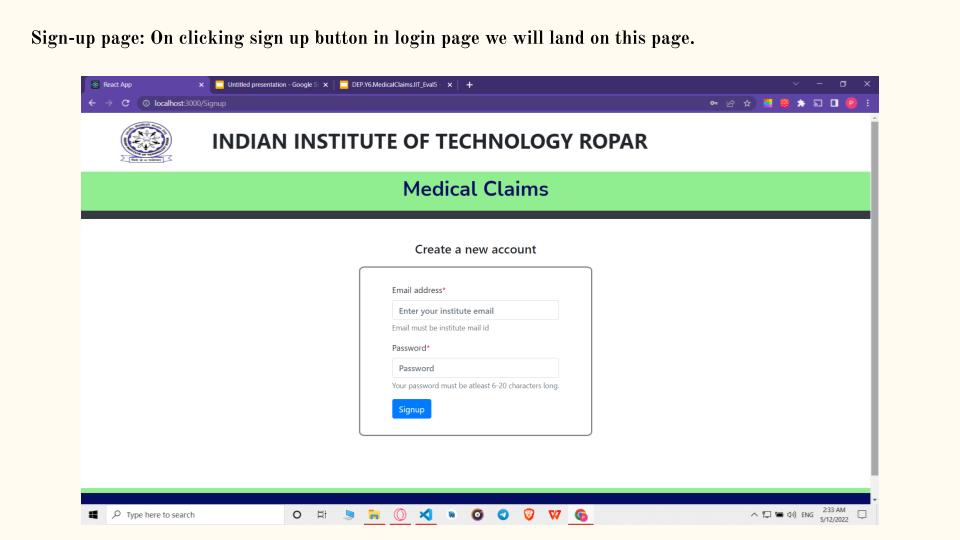 Sign-up page: On clicking sign up button in login page we will land on this page.
React App
Untitled presentation - Google S
DEP.Y6.MedicalClaims.IIT_Eval5 -
localhost:3000/Signup
INDIAN INSTITUTE OF TECHNOLOGY ROPAR
Medical Claims
Create a new account
Email address*
Enter your institute email
Email must be institute mail id
Password*
Password
Your password must be atleast 6-20 characters long.
Signup
Type here to search
ENG
2:33 AM
5/12/2022